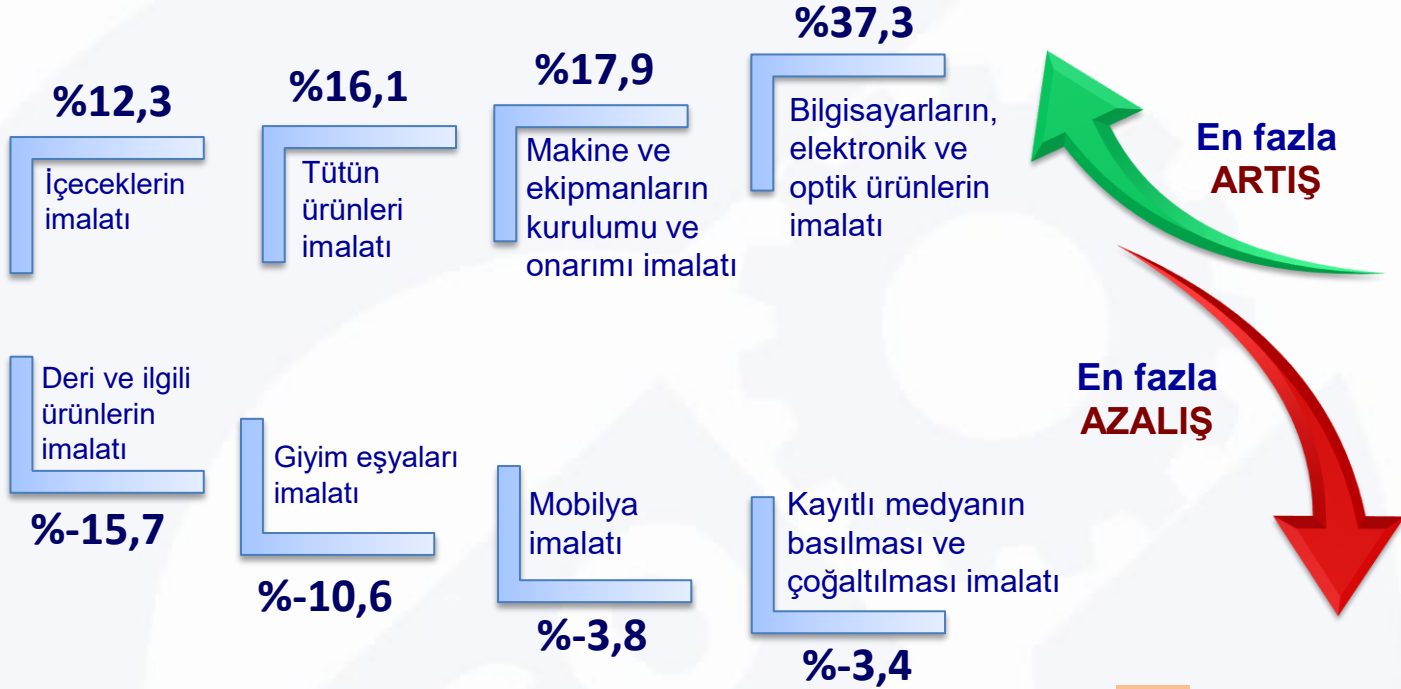 %12,3
İçeceklerin
imalatı
%16,1
Tütün
ürünleri
imalatı
%17,9
Makine ve
ekipmanların
kurulumu ve
onarımı imalatı
%37,3
Bilgisayarların,
elektronik ve
optik ürünlerin
imalatı
En fazla
ARTIŞ
Deri ve ilgili
ürünlerin
imalatı
%-15,7
Giyim eşyaları
imalatı
%-10,6
Mobilya
imalatı
%-3,8
Kayıtlı medyanın
basılması ve
çoğaltılması imalatı
%-3,4
En fazla
AZALIŞ